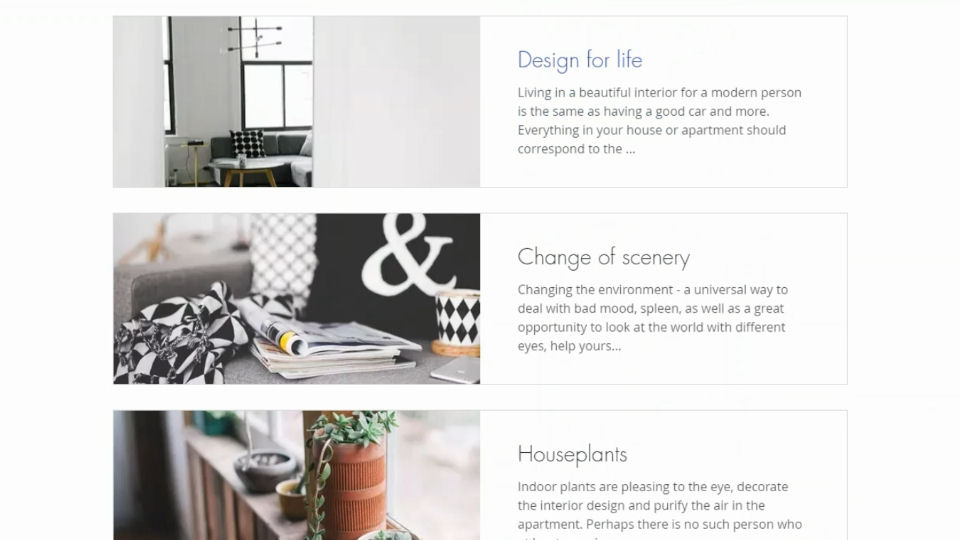 Design for life
Living in a beautiful interior for a modern person
is the same as having a good car and more.
Everything in your house or apartment should
correspond to the ...
&
Change of scenery
Changing the environment - a universal way to
deal with bad mood, spleen, as well as a great
opportunity to look at the world with different
eyes, help yours...
Houseplants
Indoor plants are pleasing to the eye, decorate
the interior design and purify the air in the
apartment. Perhaps there is no such person who